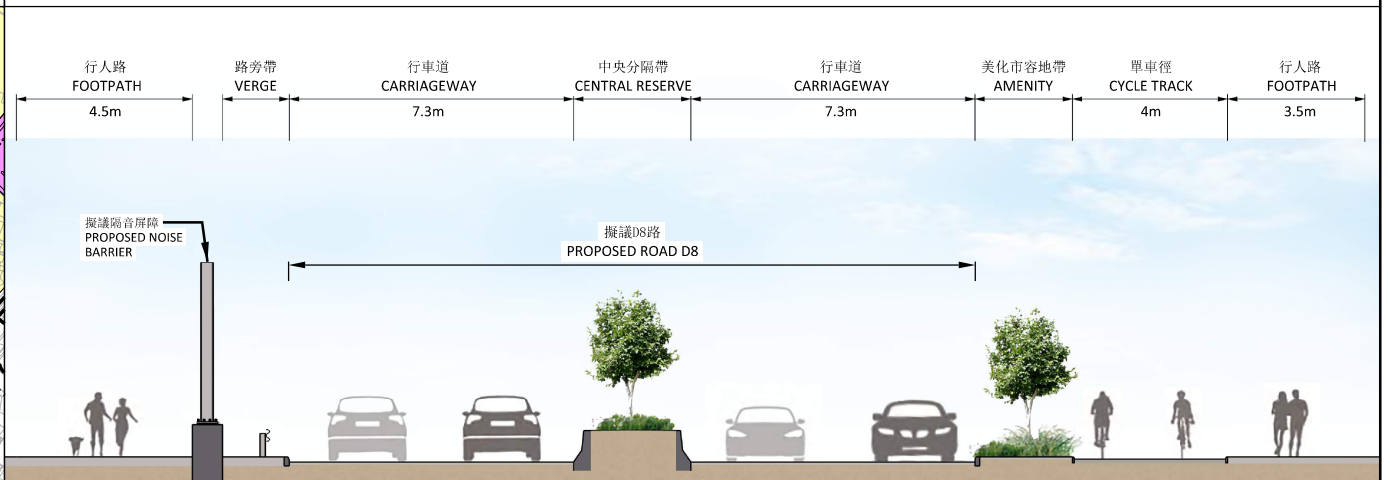 行人路
FOOTPATH
4.5m
路旁帶
VERGE
行車道
CARRIAGEWAY
7.3m
中央分隔帶
CENTRAL RESERVE
行車道
CARRIAGEWAY
7.3m
美化市容地帶
AMENITY
單車徑
CYCLE TRACK
4m
行人路
FOOTPATH
3.5m
擬議隔音屏障
PROPOSED NOISE
BARRIER
擬議D8路
PROPOSED ROAD D8